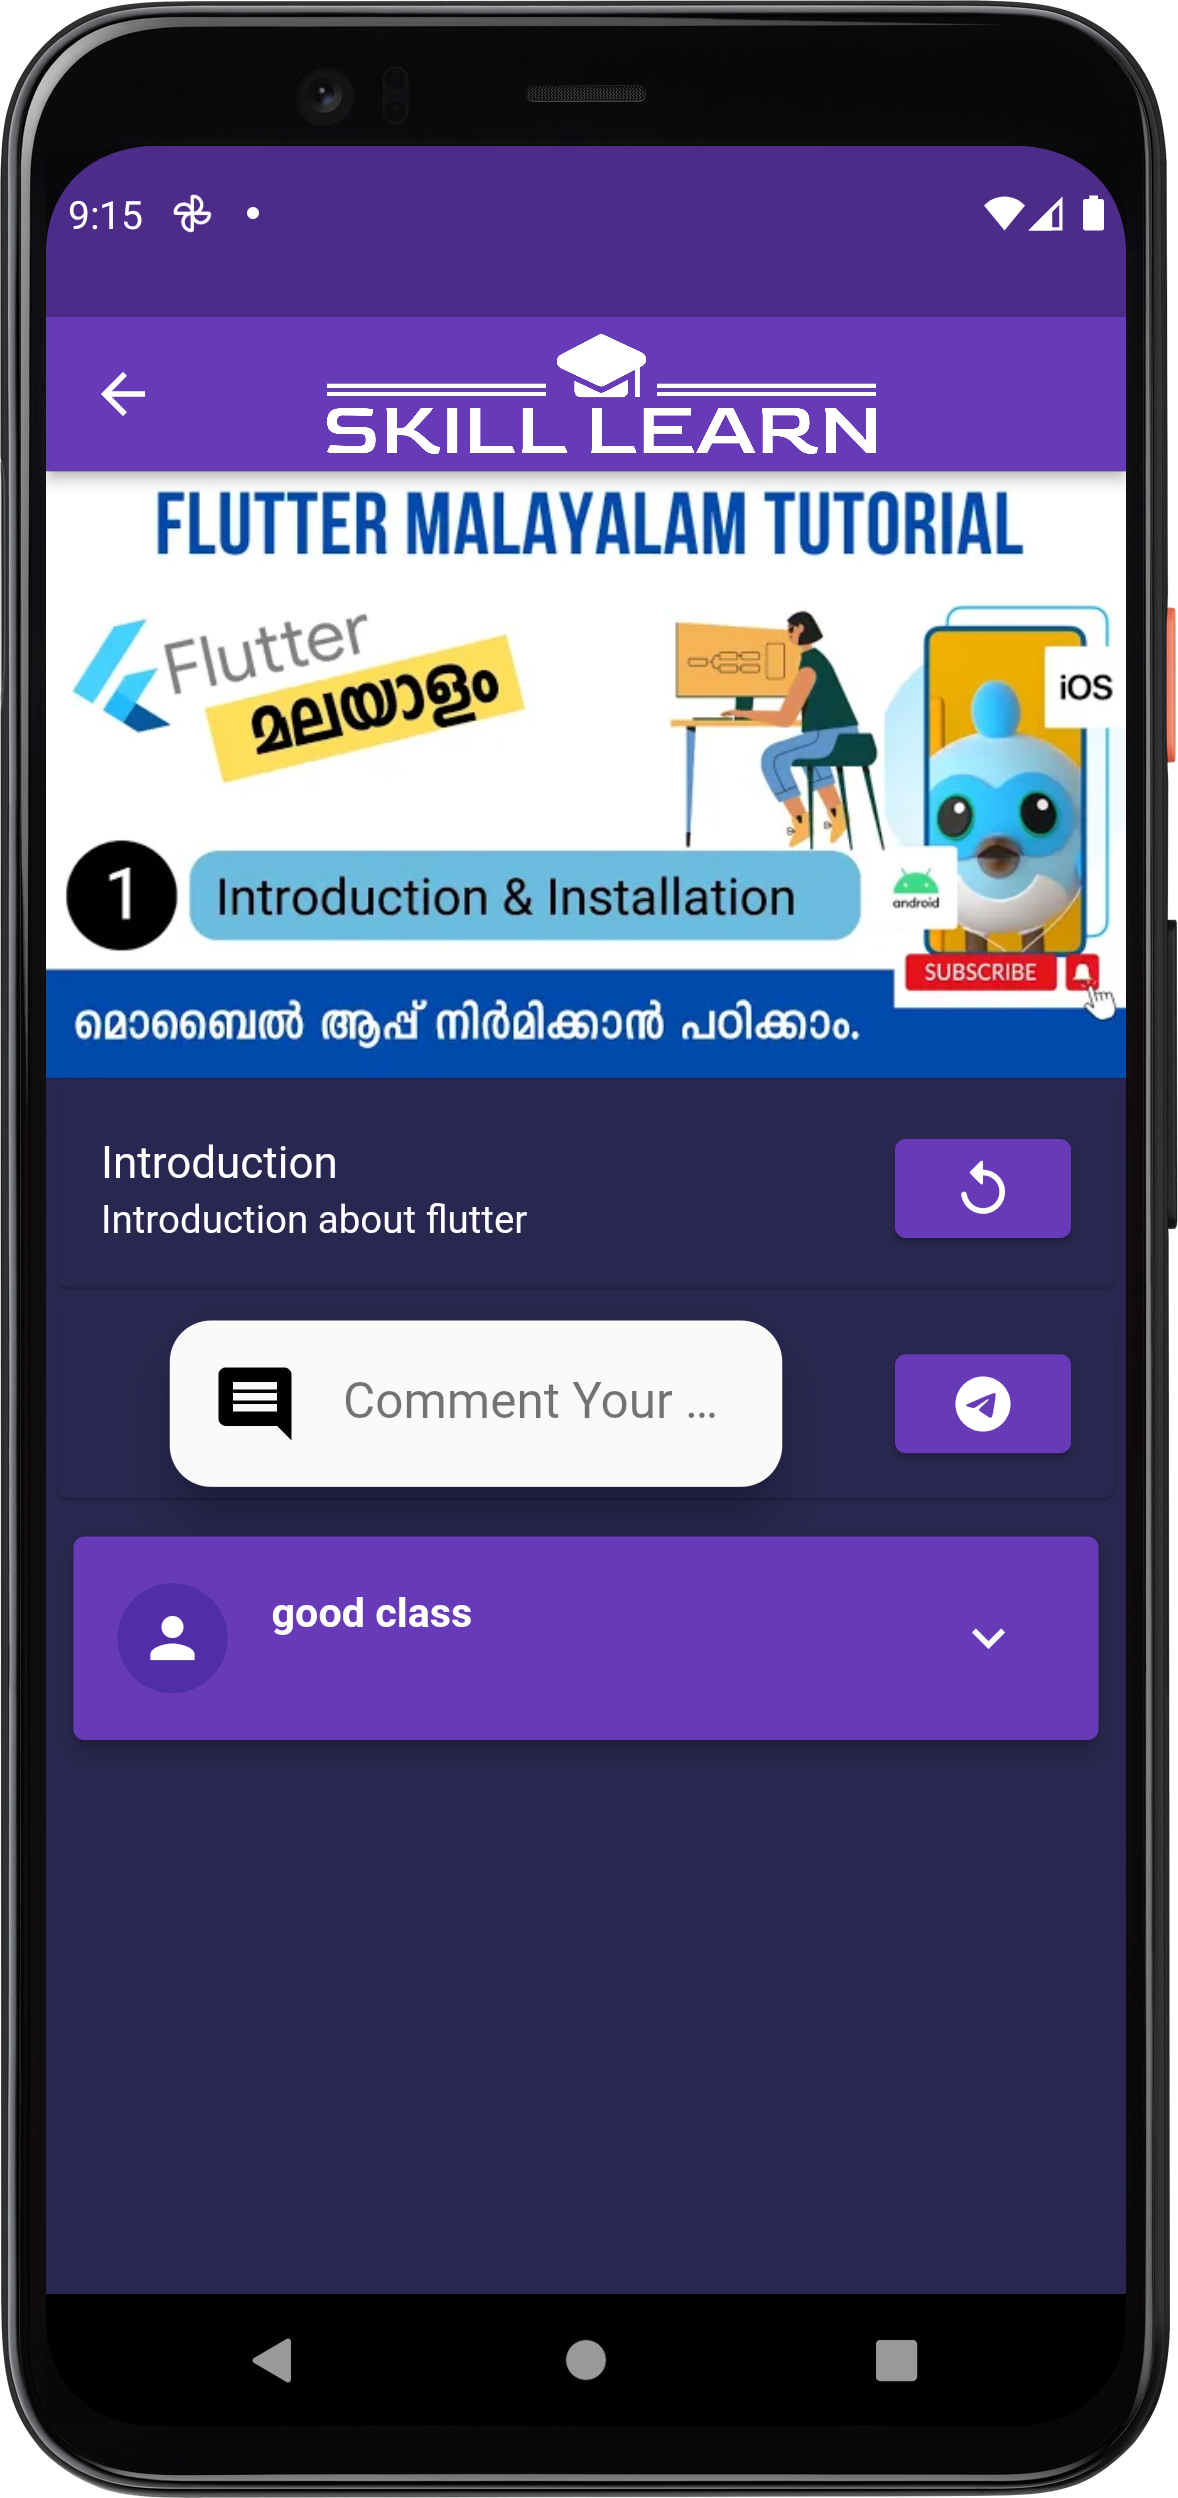 9:15
SKILL LEARN
FLUTTER MALAYALAM TUTORIAL
Flutter
മലയാളം
iOS
1
Introduction & Installation
android
SUBSCRIBE
മൊബൈൽ ആപ്പ് നിർമിക്കാൻ പഠിക്കാം.
Introduction
Introduction about flutter
Comment Your ...
good class